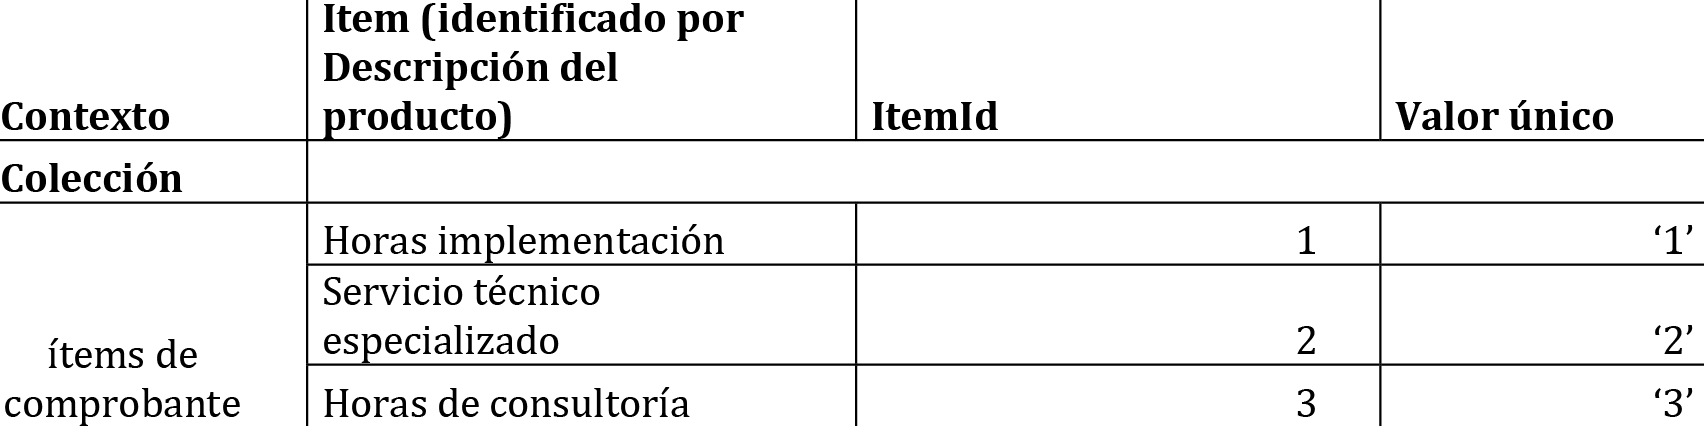 Item (identificado por
Descripción del
producto)
Contexto
ItemId
Valor único
Colección
Horas implementación
1
‘1’
Servicio técnico
especializado
2
‘2’
ítems de
comprobante
Horas de consultoría
3
‘3’